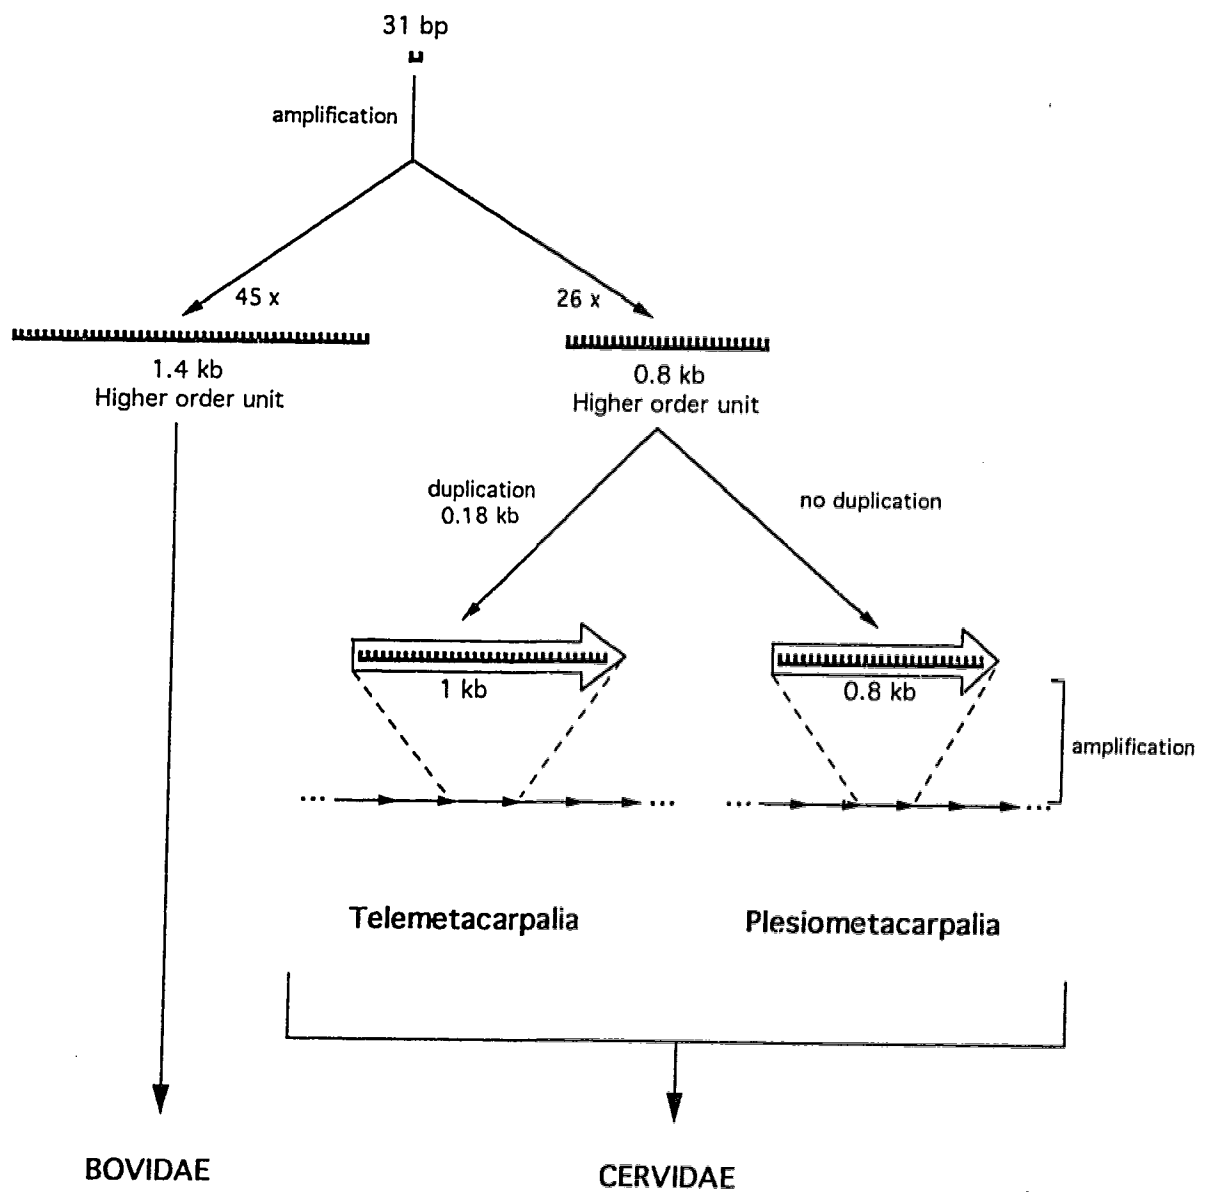 31 bp
amplification
45 x
26 x
1.4 kb
Higher order unit
0.8 kb
Higher order unit
duplication
0.18 kb
no duplication
1 kb
0.8 kb
amplification
...
...
...
...
Telemetacarpalia
Plesiometacarpalia
BOVIDAE
CERVIDAE